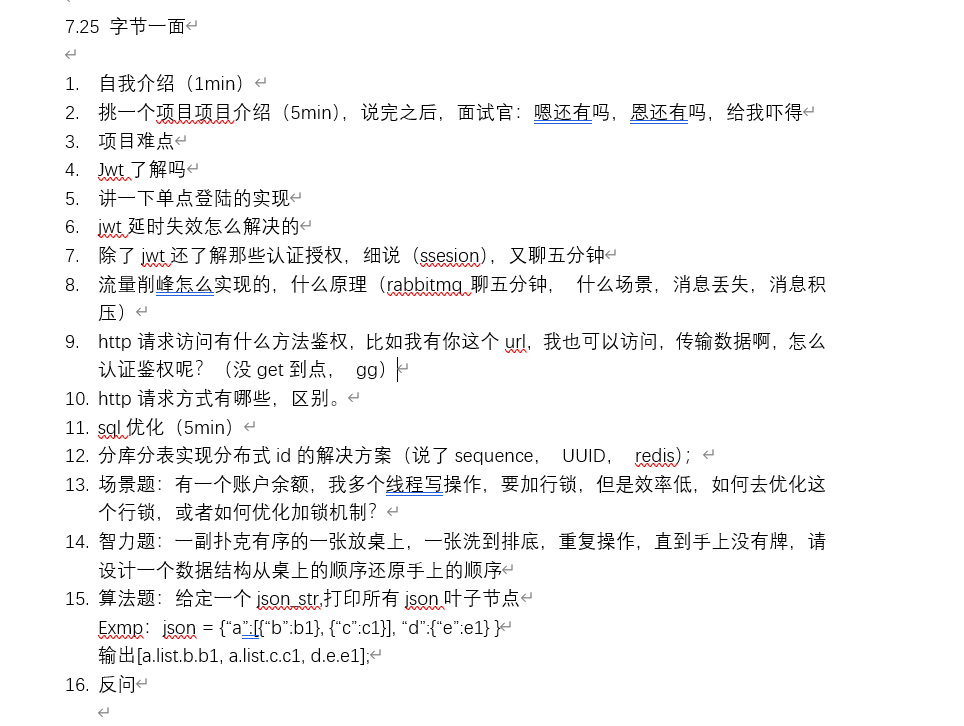 7.25 字节一面
1. 自我介绍（1min）
2. 挑一个项目项目介绍（5min），说完之后，面试官：嗯还有吗，恩还有吗，给我吓得
3. 项目难点
4. Jwt 了解吗
5. 讲一下单点登陆的实现
6. jwt 延时失效怎么解决的
7. 除了 jwt 还了解那些认证授权，细说（ssesion），又聊五分钟
8. 流量削峰怎么实现的，什么原理（rabbitmq 聊五分钟， 什么场景，消息丢失，消息积
压）
9. http 请求访问有什么方法鉴权，比如我有你这个 url，我也可以访问，传输数据啊，怎么
认证鉴权呢？（没 get 到点， gg）
10. http 请求方式有哪些，区别。
11. sql 优化（5min）
12. 分库分表实现分布式 id 的解决方案（说了 sequence， UUID， redis）；
13. 场景题：有一个账户余额，我多个线程写操作，要加行锁，但是效率低，如何去优化这
个行锁，或者如何优化加锁机制？
14. 智力题：一副扑克有序的一张放桌上，一张洗到排底，重复操作，直到手上没有牌，请
设计一个数据结构从桌上的顺序还原手上的顺序
15. 算法题：给定一个 json_str,打印所有 json 叶子节点
Exmp： json = {“a”:[{“b”:b1}, {“c”:c1}], “d”:{“e”:e1} }
输出[a.list.b.b1, a.list.c.c1, d.e.e1];
16. 反问